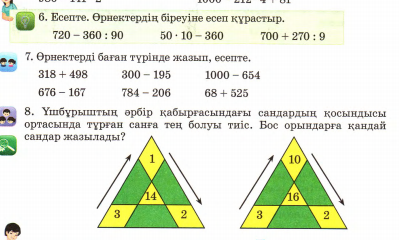 6. Есепте. Өрнектердің біреуіне есеп құрастыр.
720 – 360 : 90 50 · 10 – 360 700 + 270 : 9
7. Өрнектерді баған түрінде жазып, есепте.
318 + 498 300 – 195 1000 – 654
676 – 167 784 – 206 68 + 525
8. Үшбұрыштың әрбір қабырғасындағы сандардың қосындысы
ортасында тұрған санға тең болуы тиіс. Бос орындарға қандай
сандар жазылады?
1 10
14 16
3 2 3 2